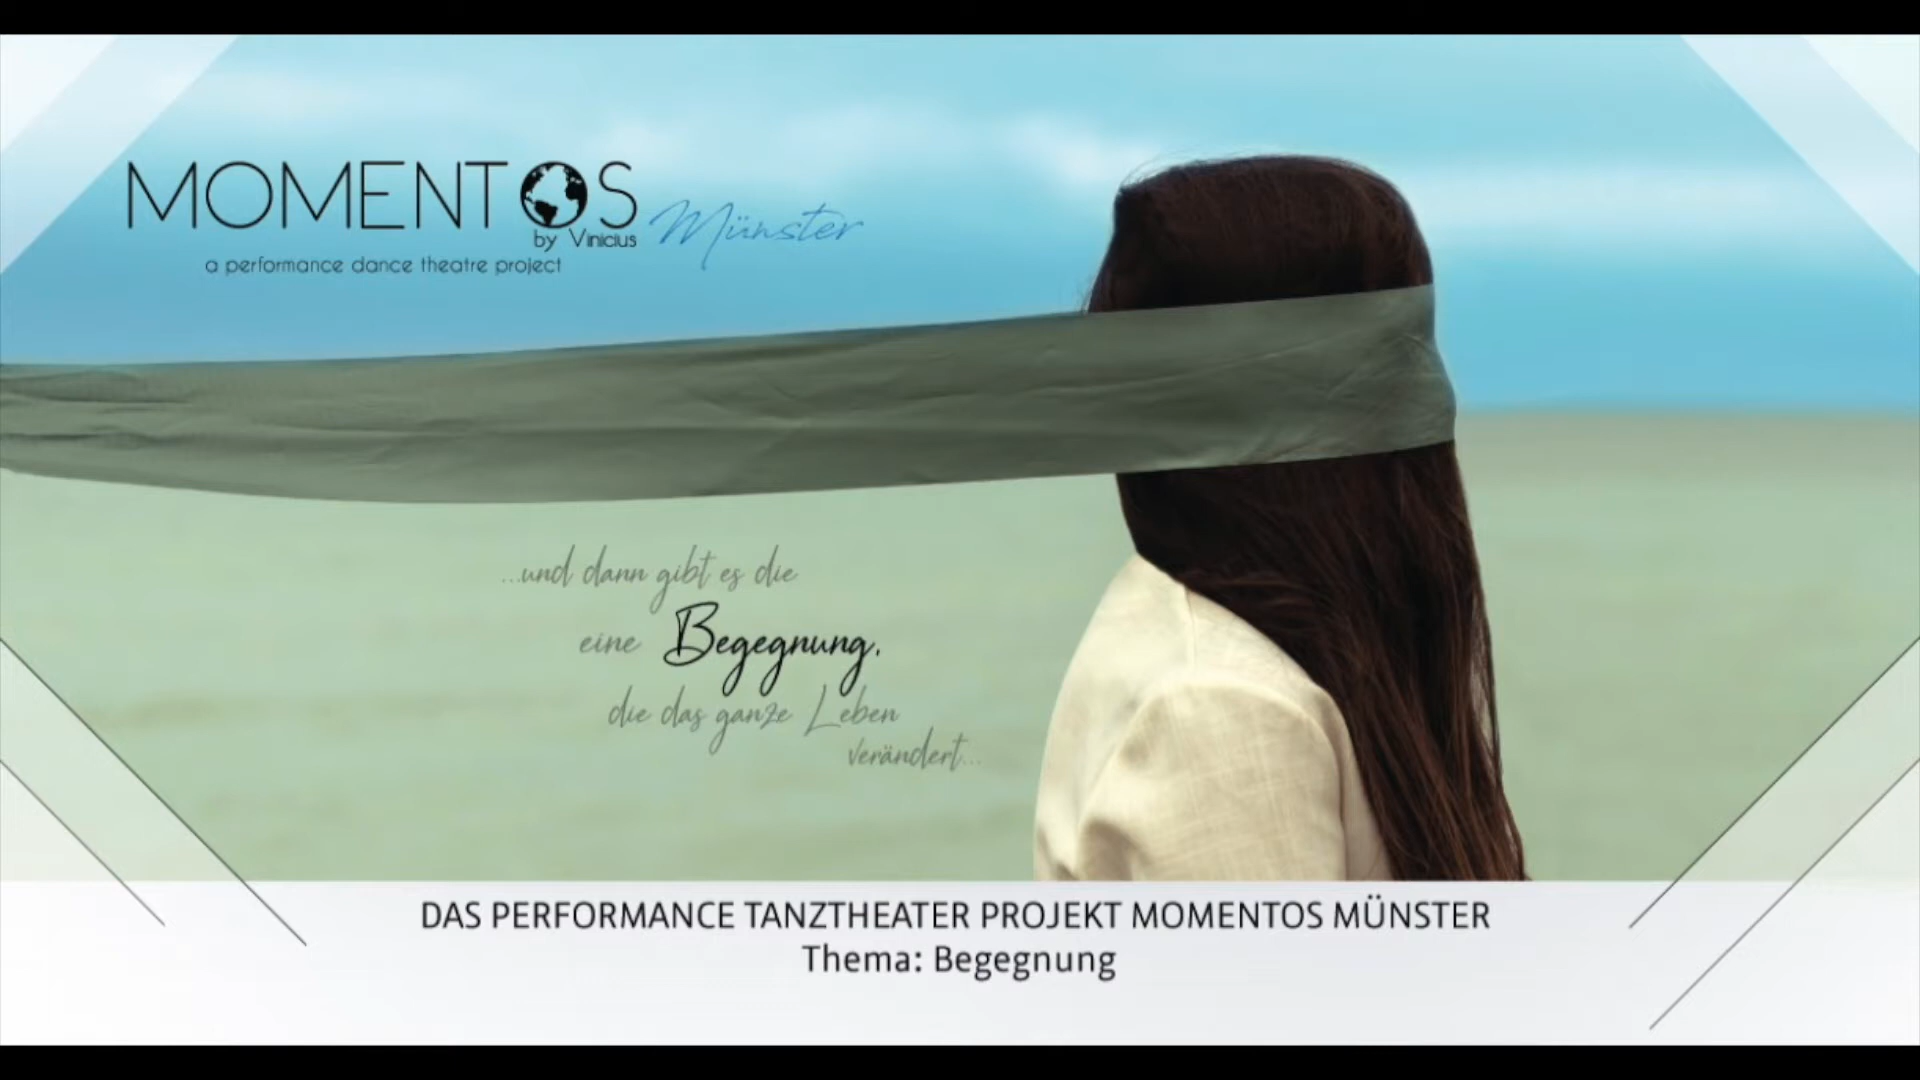 MOMENTOS
by Vinicius
Münster
a performance dance theatre project
...und dann gibt es die
eine Begegnung,
die das ganze Leben
verändert...
DAS PERFORMANCE TANZTHEATER PROJEKT MOMENTOS MÜNSTER
Thema: Begegnung